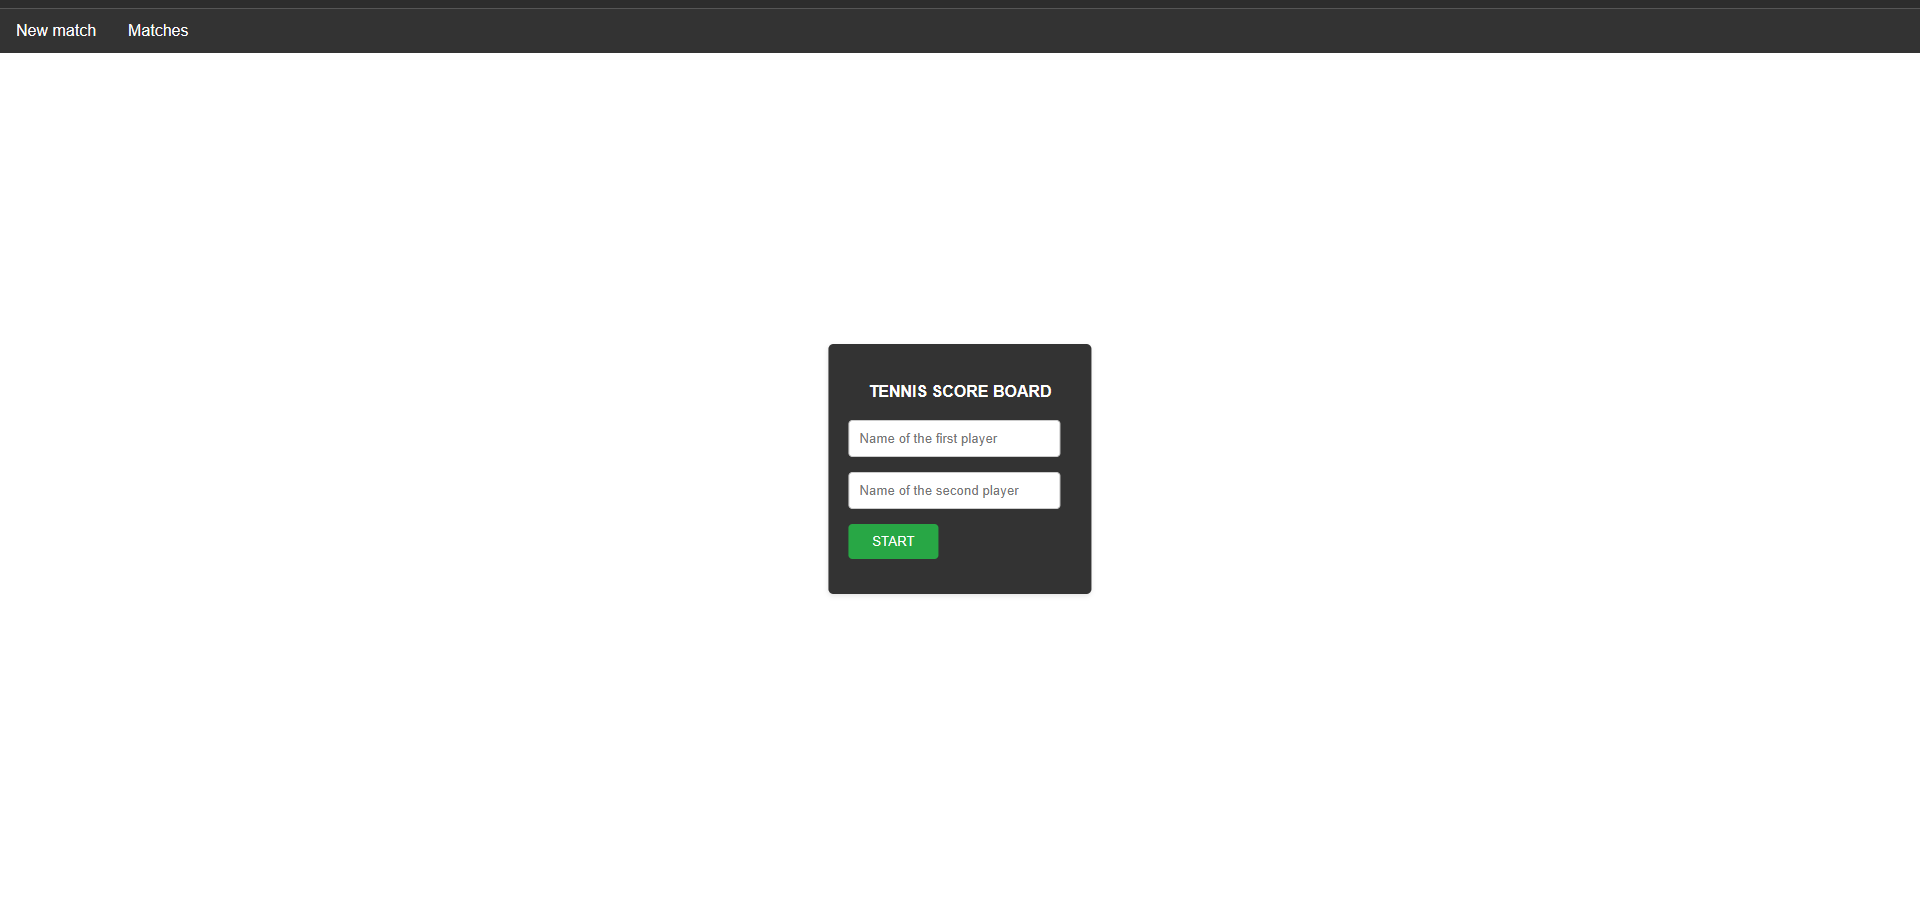 New match Matches
TENNIS SCORE BOARD
Name of the first player
Name of the second player
START